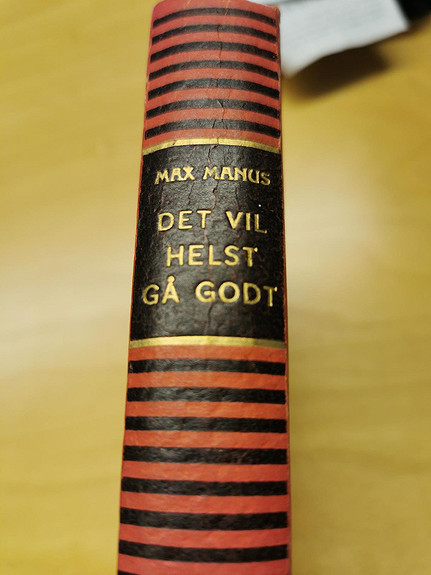 MAX MANUS
DET VIL
HELST
GÅ GODT